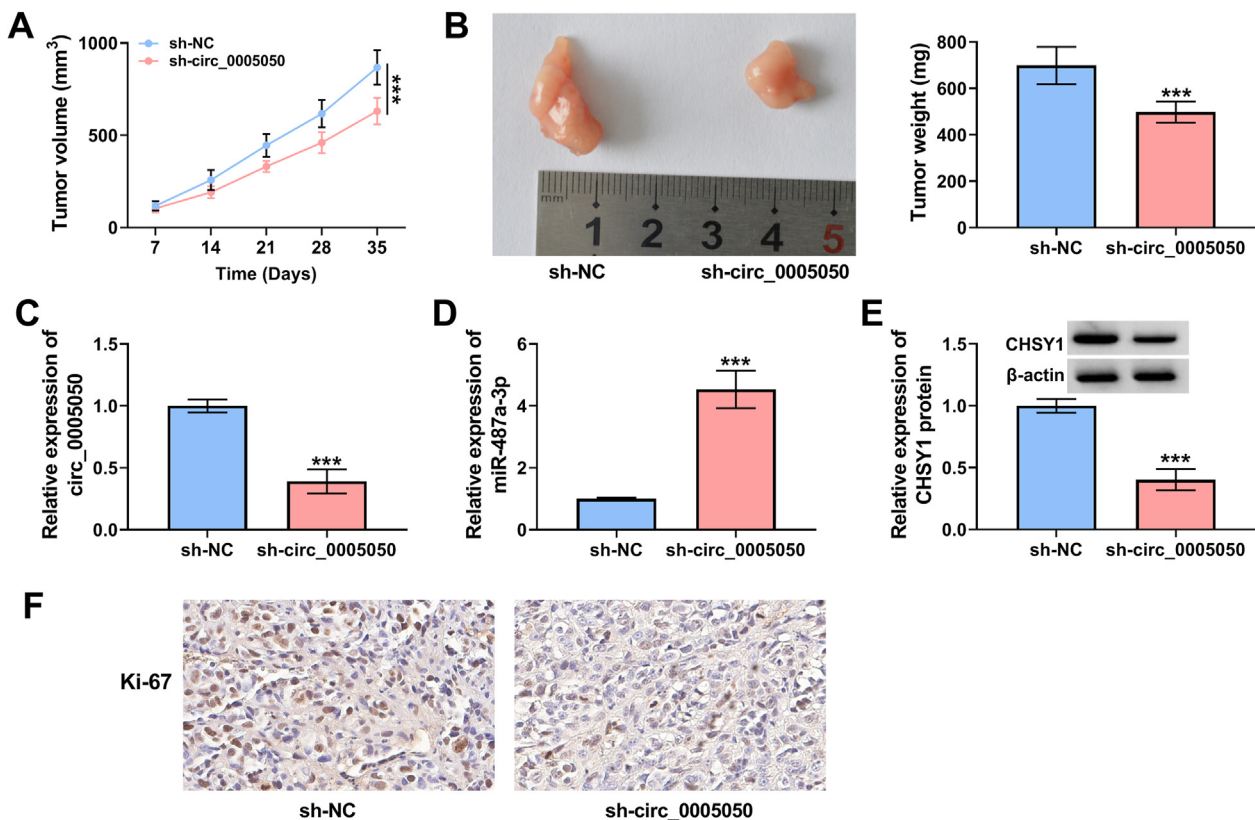 A
Tumor volume (mm3)
1000
500
0
sh-NC
sh-circ_0005050
***
7 14 21 28 35
Time (Days)
B
mm
1 2 3 4 5
sh-NC sh-circ_0005050
Tumor weight (mg)
800
600
400
200
0
***
sh-NC sh-circ_0005050
C
Relative expression of
circ_0005050
1.5
1.0
0.5
0.0
***
sh-NC sh-circ_0005050
D
Relative expression of
miR-487a-3p
6
4
2
0
***
sh-NC sh-circ_0005050
E
Relative expression of
CHSY1 protein
1.5
1.0
0.5
0.0
CHSY1
β-actin
***
sh-NC sh-circ_0005050
F
Ki-67
sh-NC sh-circ_0005050